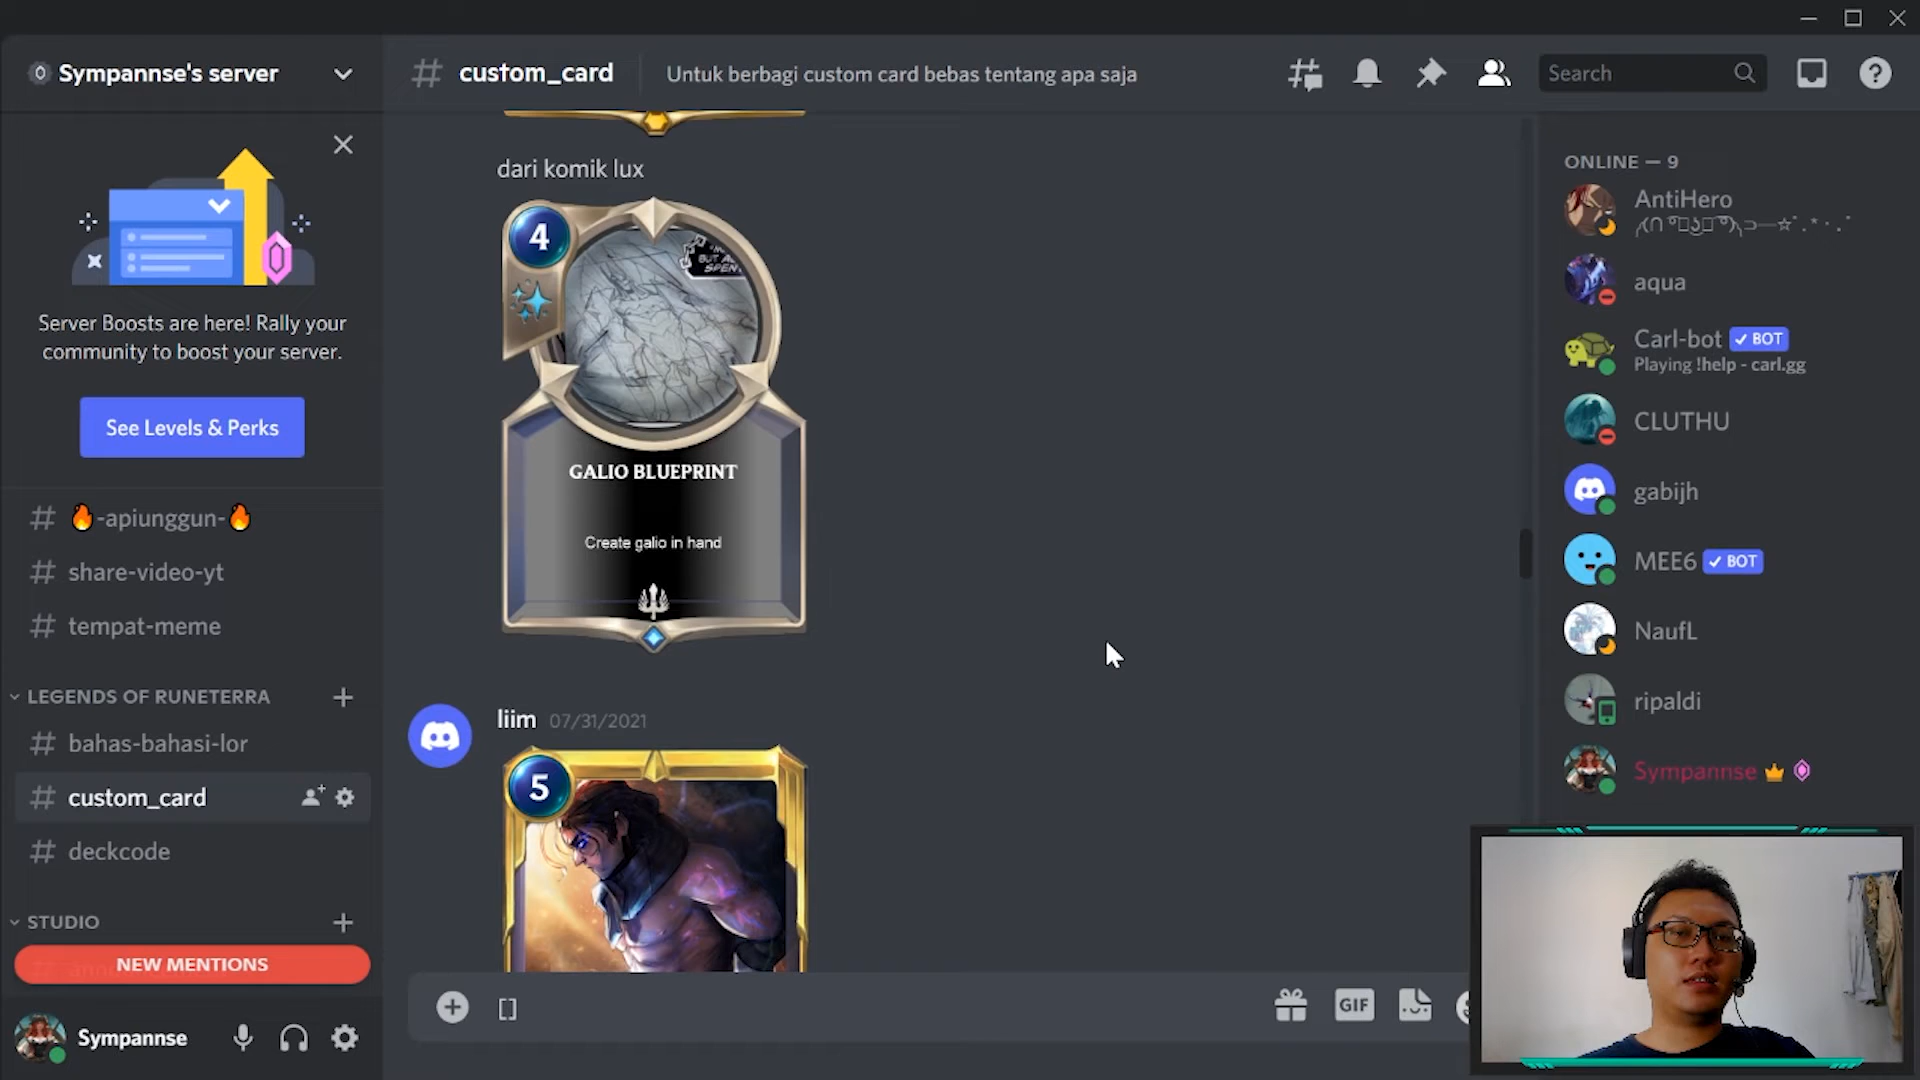 Sympannse's server
custom_card
Untuk berbagi custom card bebas tentang apa saja
Search
Server Boosts are here! Rally your
community to boost your server.
See Levels & Perks
🔥-apiunggun-🔥
share-video-yt
tempat-meme
LEGENDS OF RUNETERRA
bahas-bahasi-lor
custom_card
deckcode
STUDIO
NEW MENTIONS
Sympannse
dari komik lux
4
BUT
SPEN
GALIO BLUEPRINT
Create galio in hand
liim 07/31/2021
5
[]
GIF
ONLINE — 9
AntiHero
aqua
Carl-bot ✓ BOT
Playing !help - carl.gg
CLUTHU
gabijh
MEE6 ✓ BOT
NaufL
ripaldi
Sympannse